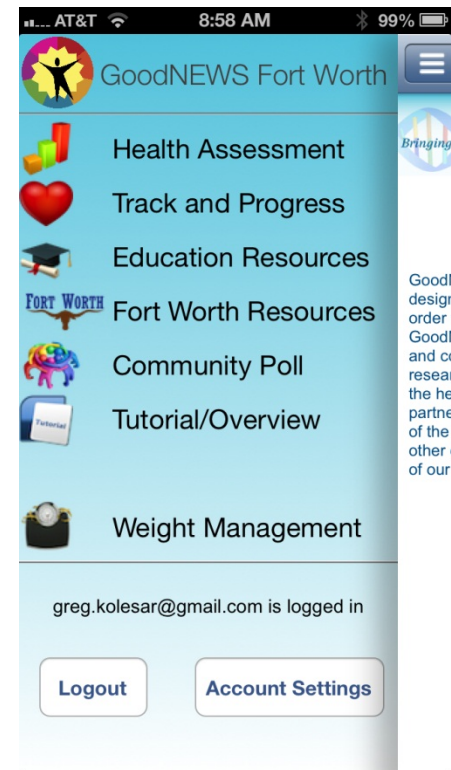 AT&T 8:58 AM 99%
GoodNEWS Fort Worth
Health Assessment
Track and Progress
Education Resources
FORT WORTH
Fort Worth Resources
Community Poll
Tutorial
Tutorial/Overview
Weight Management
greg.kolesar@gmail.com is logged in
Logout
Account Settings
Bringing
design
order
and co
the he
of the
other
of our